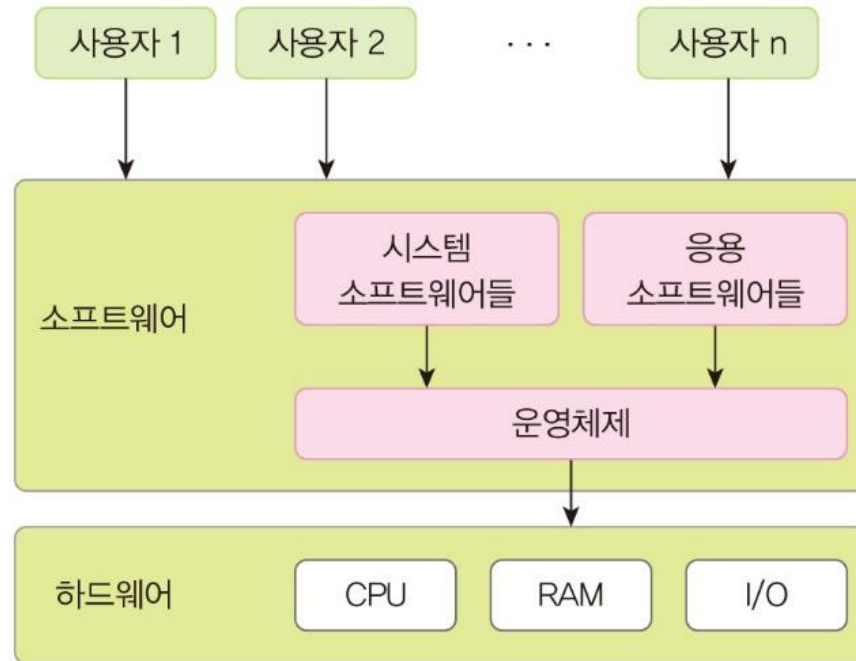 사용자 1
사용자 2
···
사용자 n
소프트웨어
시스템
소프트웨어들
응용
소프트웨어들
운영체제
하드웨어
CPU
RAM
I/O